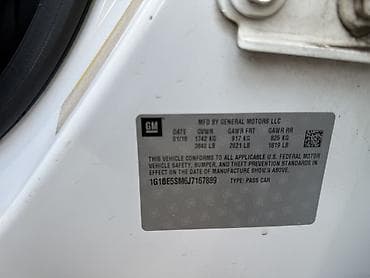 GM
MFD BY GENERAL MOTORS LLC
DATE GVWR GAWR FRT GAWR RR
01/18 1742 KG 917 KG 825 KG
3840 LB 2021 LB 1819 LB
THIS VEHICLE CONFORMS TO ALL APPLICABLE U.S. FEDERAL MOTOR
VEHICLE SAFETY, BUMPER, AND THEFT PREVENTION STANDARDS IN
EFFECT ON THE DATE OF MANUFACTURE SHOWN ABOVE.
1G1BE5SM6J7167889 TYPE: PASS CAR